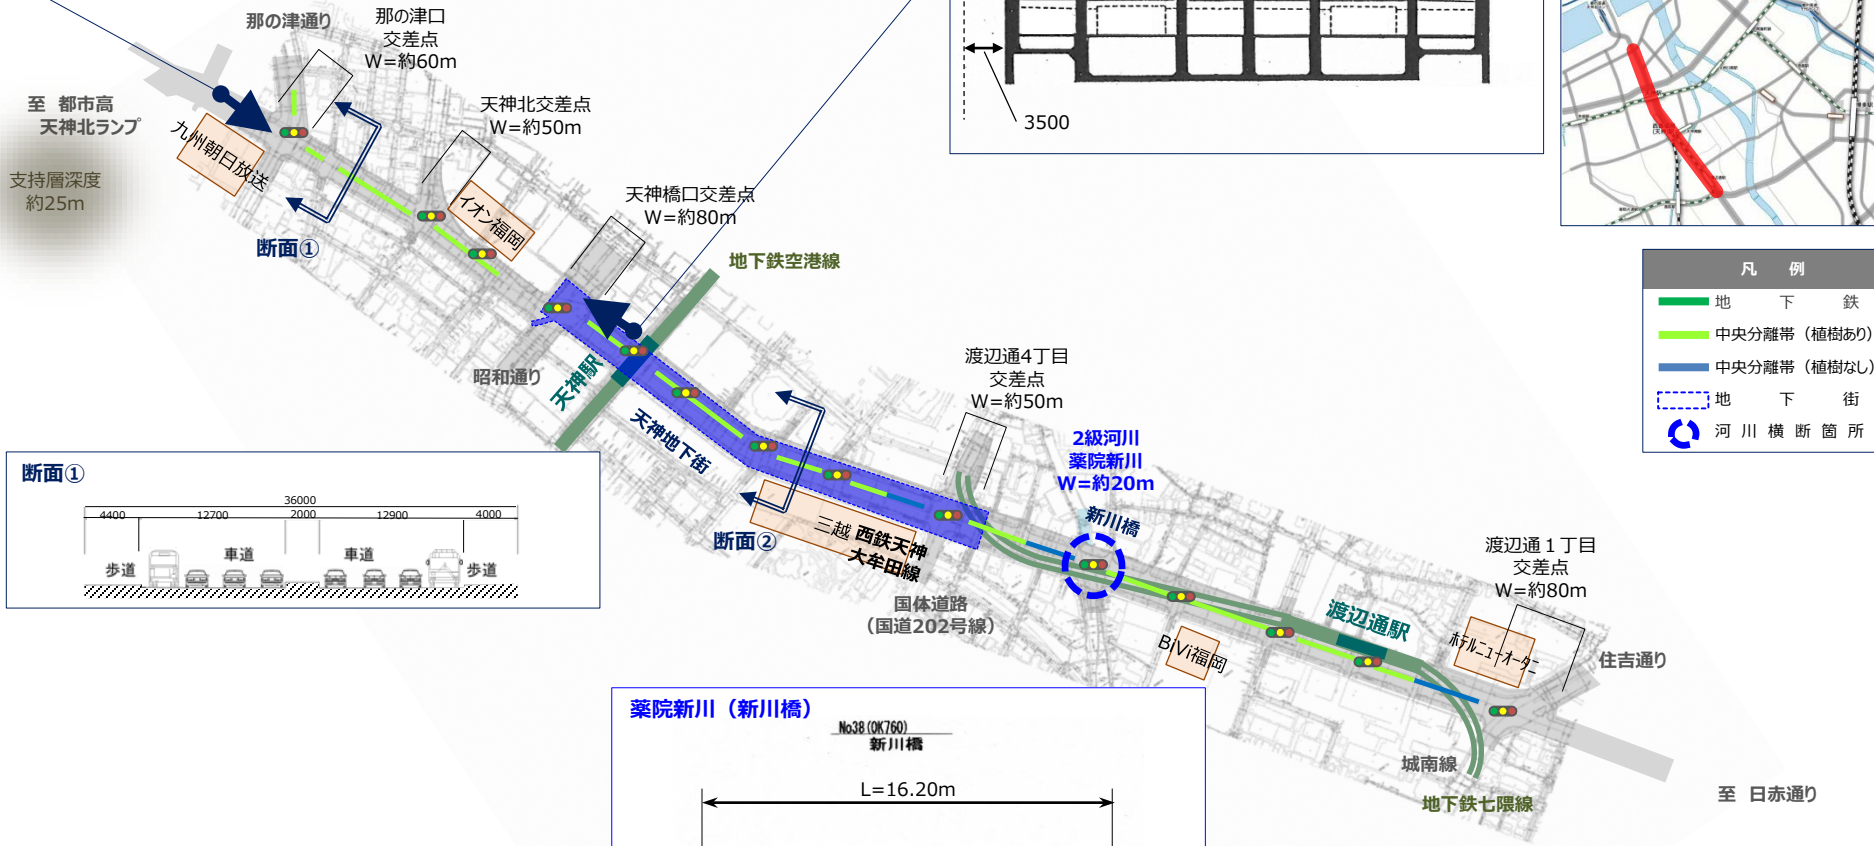 那の津通り
那の津口
交差点
W=約60m
至 都市高
天神北ランプ
九州朝日放送
支持層深度
約25m
天神北交差点
W=約50m
イオン福岡
断面①
天神橋口交差点
W=約80m
地下鉄空港線
3500
凡 例
地 下 鉄
中央分離帯（植樹あり）
中央分離帯（植樹なし）
地 下 街
河 川 横 断 箇 所
昭和通り
天神駅
天神地下街
渡辺通4丁目
交差点
W=約50m
2級河川
薬院新川
W=約20m
新川橋
断面②
三越
西鉄天神
大牟田線
国体道路
（国道202号線）
BiVi福岡
渡辺通駅
ホテルニューオータニ
渡辺通１丁目
交差点
W=約80m
住吉通り
城南線
地下鉄七隈線
至 日赤通り
断面①
36000
4400
12700
2000
12900
4000
歩道
車道
車道
歩道
薬院新川（新川橋）
No38(OK760)
新川橋
L=16.20m